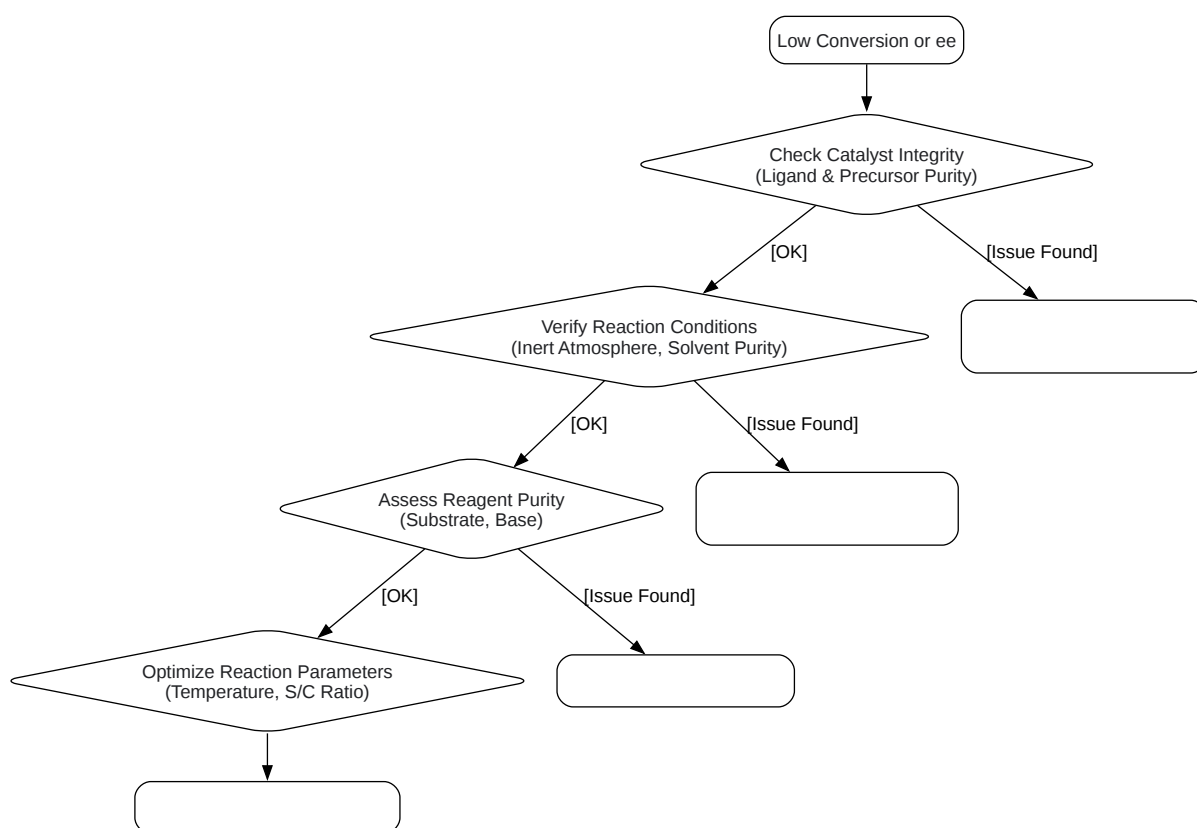 Low Conversion or ee
Check Catalyst Integrity
(Ligand & Precursor Purity)
[OK]
[Issue Found]
Verify Reaction Conditions
(Inert Atmosphere, Solvent Purity)
[OK]
[Issue Found]
Assess Reagent Purity
(Substrate, Base)
[OK]
[Issue Found]
Optimize Reaction Parameters
(Temperature, S/C Ratio)